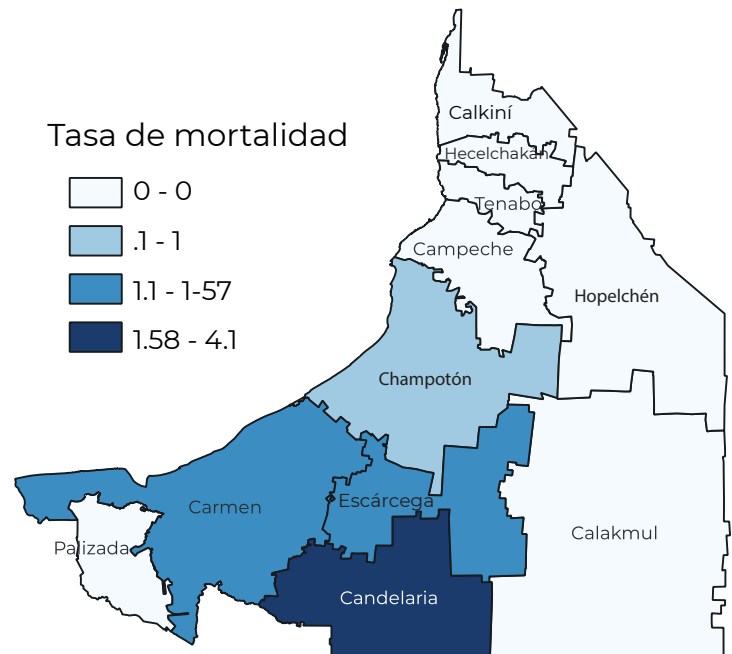 Tasa de mortalidad
0 - 0
.1 - 1
1.1 - 1-57
1.58 - 4.1
Calkiní
Hecelchakán
Tenabo
Campeche
Hopelchén
Champotón
Carmen
Escárcega
Palizada
Calakmul
Candelaria